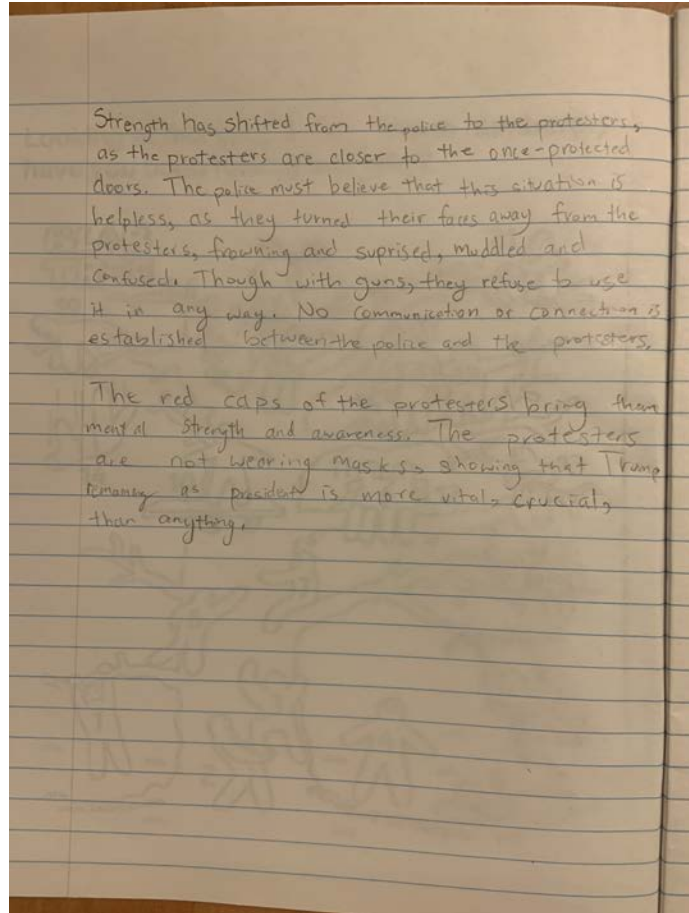 Strength has shifted from the police to the protesters,
as the protesters are closer to the once-protected
doors. The police must believe that this situation is
helpless, as they turned their faces away from the
protesters, frowning and suprised, muddled and
confused. Though with guns, they refuse to use
it in any way. No communication or connection is
established between the police and the protesters.
The red caps of the protesters bring them
mental strength and awareness. The protesters
are not wearing masks, showing that Trump
as president is more vital, crucial,
than anything.